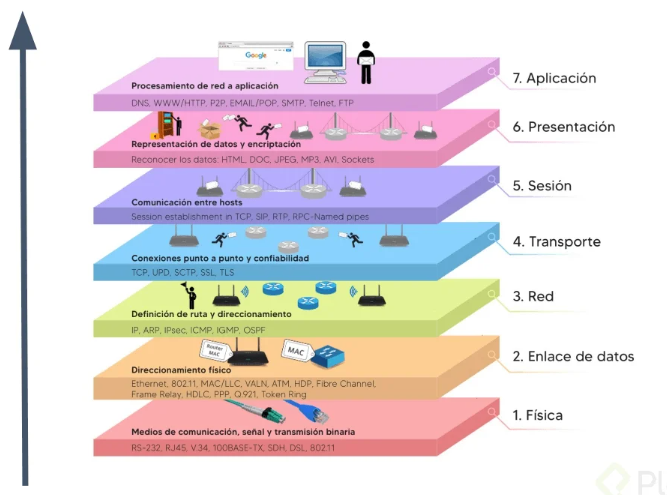 Google
Procesamiento de red a aplicación
DNS, WWW/HTTP, P2P, EMAIL/POP, SMTP, Telnet, FTP
7. Aplicación
Representación de datos y encriptación
Reconocer los datos: HTML, DOC, JPEG, MP3, AVI, Sockets
6. Presentación
Comunicación entre hosts
Session establishment in TCP, SIP, RTP, RPC-Named pipes
5. Sesión
Conexiones punto a punto y confiabilidad
TCP, UPD, SCTP, SSL, TLS
4. Transporte
Definición de ruta y direccionamiento
IP, ARP, IPsec, ICMP, IGMP, OSPF
3. Red
Router
MAC
MAC
Direccionamiento físico
Ethernet, 802.11, MAC/LLC, VALN, ATM, HDP, Fibre Channel,
Frame Relay, HDLC, PPP, Q.921, Token Ring
2. Enlace de datos
Medios de comunicación, señal y transmisión binaria
RS-232, RJ45, V.34, 100BASE-TX, SDH, DSL, 802.11
1. Física
Pl